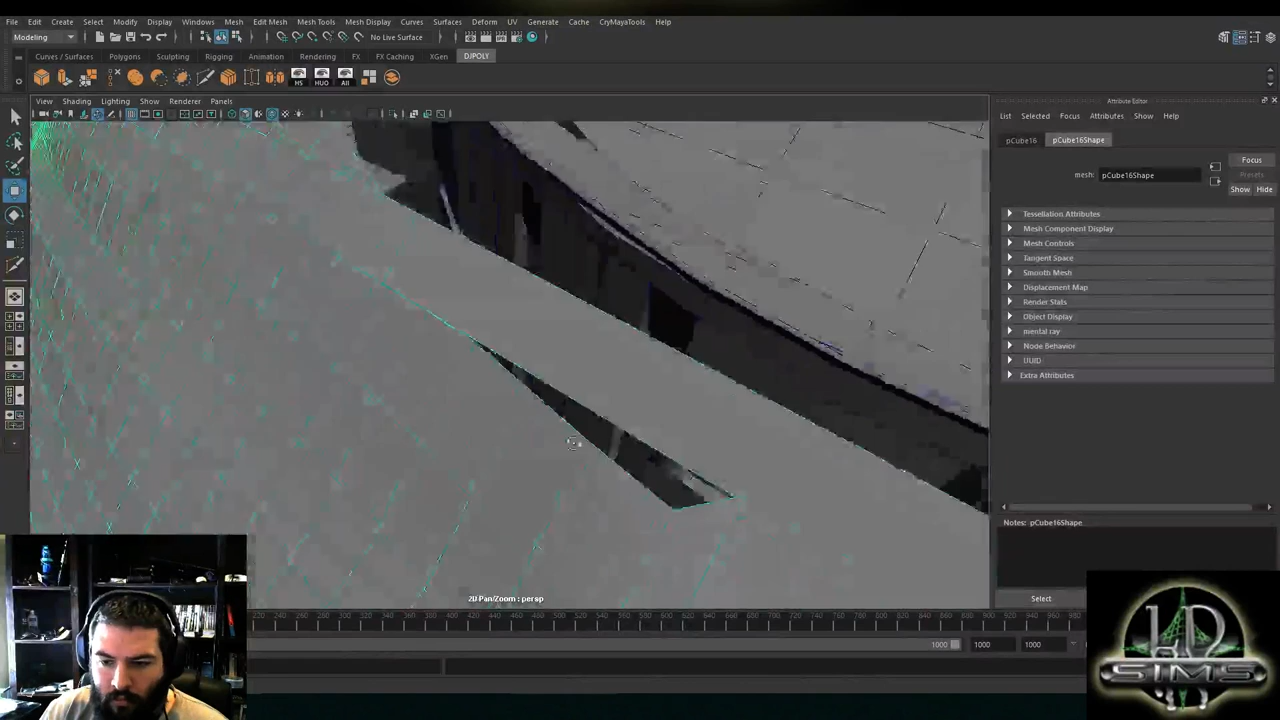 File Edit Create Select Modify Display Windows Mesh Edit Mesh Mesh Tools Mesh Display Curves Surfaces Deform UV Generate Cache CryMayaTools Help
Modeling No Live Surface
Curves / Surfaces Polygons Sculpting Rigging Animation Rendering FX FX Caching XGen DJPOLY
HS HUO All
View Shading Lighting Show Renderer Panels
Attribute Editor
List Selected Focus Attributes Show Help
pCube16 pCube16Shape
Focus
mesh: pCube16Shape
Presets
Show Hide
Tessellation Attributes
Mesh Component Display
Mesh Controls
Tangent Space
Smooth Mesh
Displacement Map
Render Stats
Object Display
mental ray
Node Behavior
UUID
Extra Attributes
Notes: pCube16Shape
2D Pan/Zoom : persp
Select
1000 1000 1000
SIMS